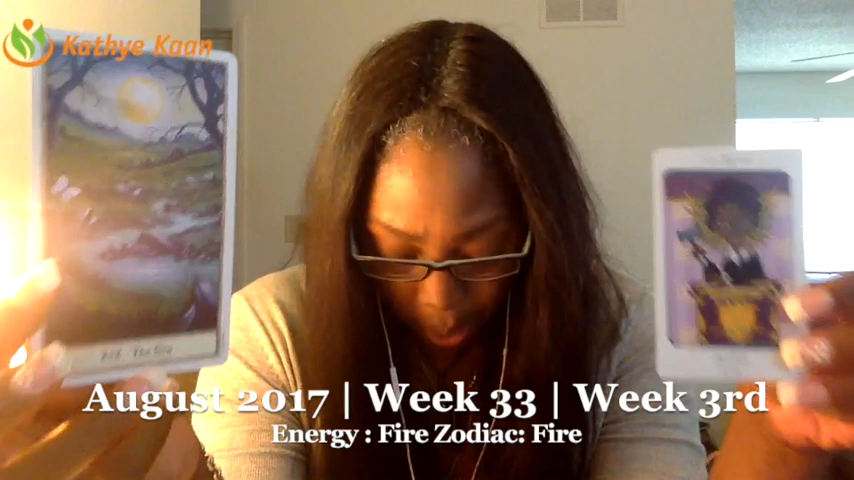 Kathye Kaan
August 2017 | Week 33 | Week 3rd
Energy : Fire Zodiac: Fire